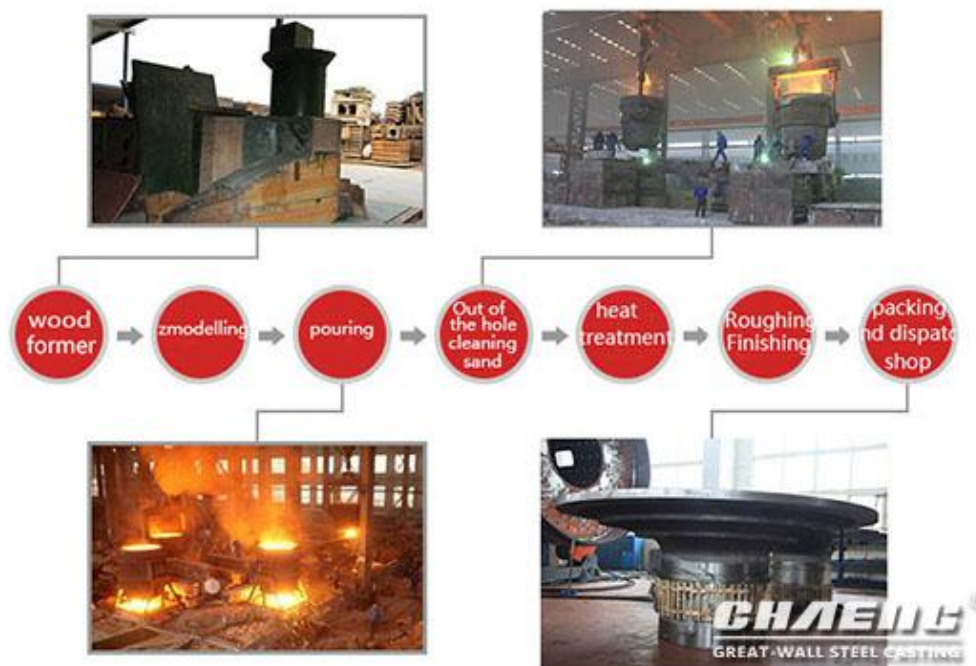 wood
former
zmodelling
pouring
Out of
the hole
cleaning
sand
heat
treatment
Roughing
Finishing
packing
nd dispatc
shop
CHAENG
GREAT-WALL STEEL CASTING